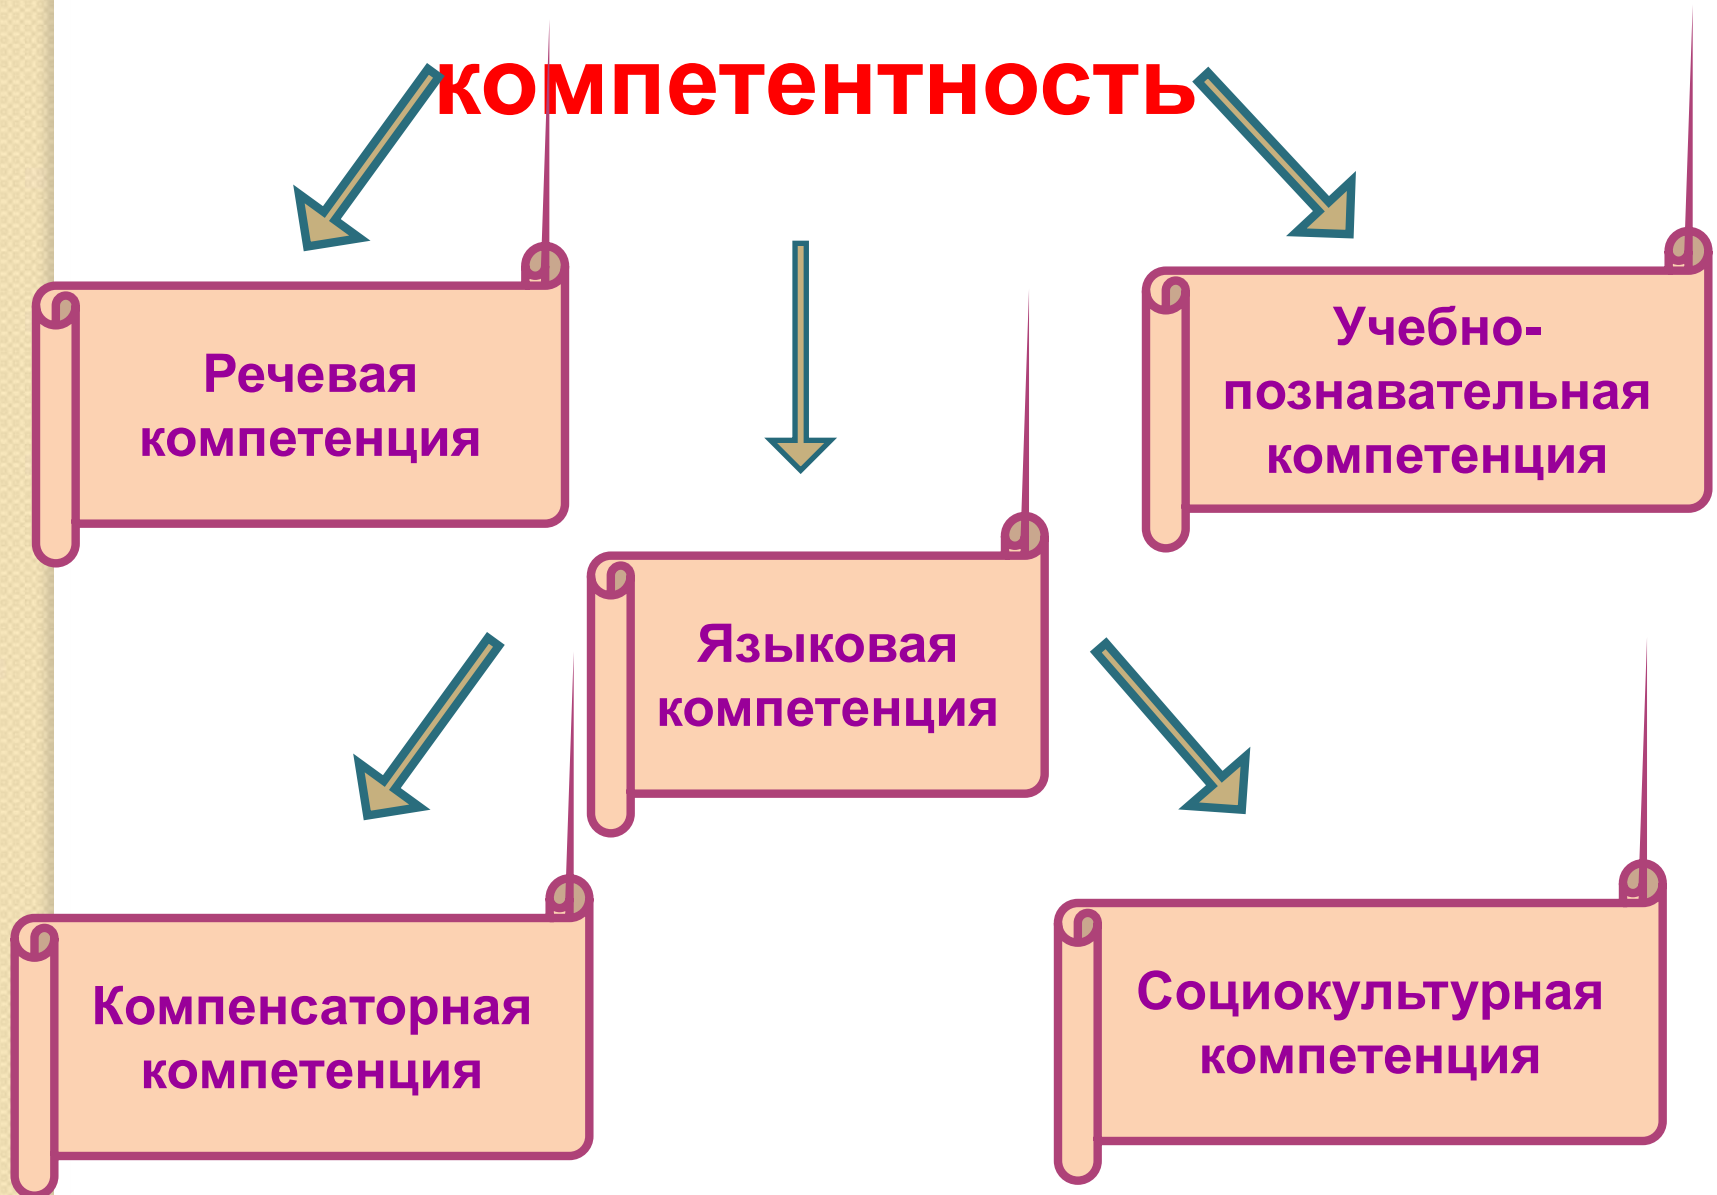 компетентность
Речевая
компетенция
Учебно-
познавательная
компетенция
Языковая
компетенция
Компенсаторная
компетенция
Социокультурная
компетенция